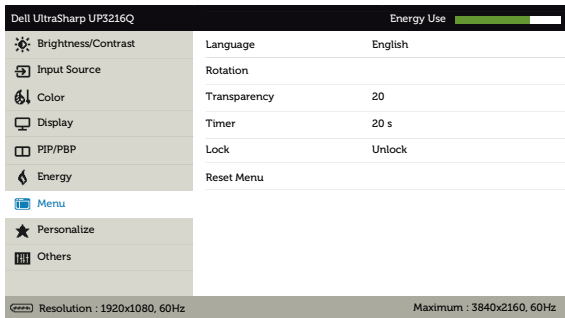 Dell UltraSharp UP3216Q Energy Use
Brightness/Contrast Language English
Input Source Rotation
Color Transparency 20
Display Timer 20 s
PIP/PBP Lock Unlock
Energy Reset Menu
Menu
Personalize
Others
Resolution : 1920x1080, 60Hz Maximum : 3840x2160, 60Hz